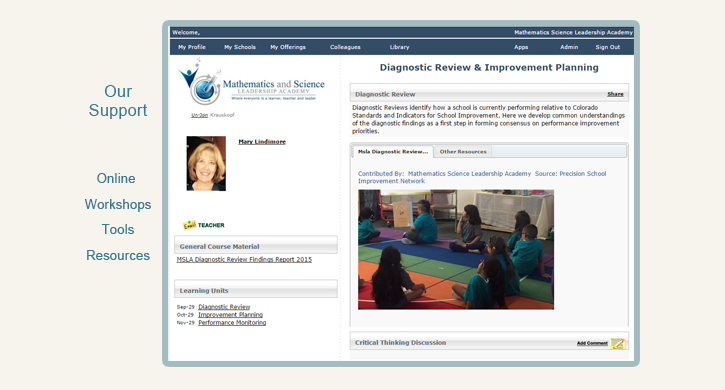 Our
Support
Online
Workshops
Tools
Resources
Welcome,
Mathematics Science Leadership Academy
My Profile My Schools My Offerings Colleagues Library Apps Admin Sign Out
Mathematics and Science
LEADERSHIP ACADEMY
Where everyone is a learner, teacher and leader
Un-Join Krauskopf
Mary Lindimore
Email TEACHER
General Course Material
MSLA Diagnostic Review Findings Report 2015
Learning Units
Sep-29 Diagnostic Review
Oct-29 Improvement Planning
Nov-29 Performance Monitoring
Diagnostic Review & Improvement Planning
Diagnostic Review Share
Diagnostic Reviews identify how a school is currently performing relative to Colorado
Standards and Indicators for School Improvement. Here we develop common understandings
of the diagnostic findings as a first step in forming consensus on performance improvement
priorities.
Msla Diagnostic Review... Other Resources
Contributed By: Mathematics Science Leadership Academy Source: Precision School
Improvement Network
Critical Thinking Discussion Add Comment